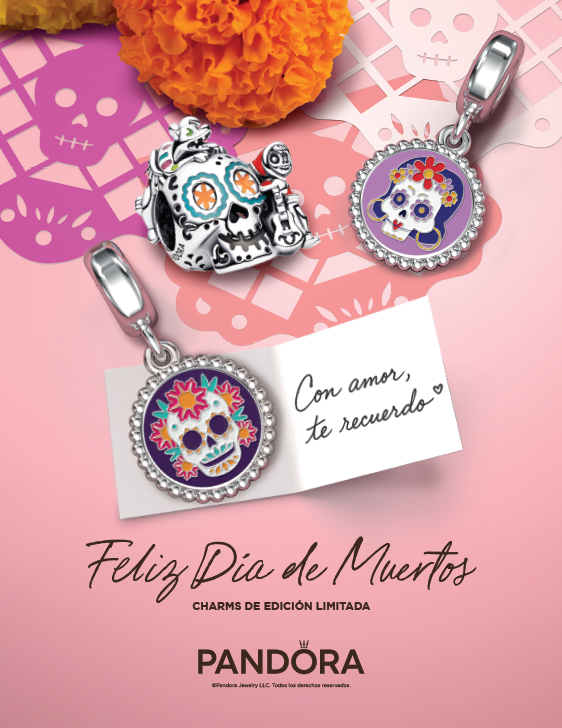 Con amor,
te recuerdo
Feliz Día de Muertos
CHARMS DE EDICIÓN LIMITADA
PANDORA
©Pandora Jewelry LLC. Todos los derechos reservados.